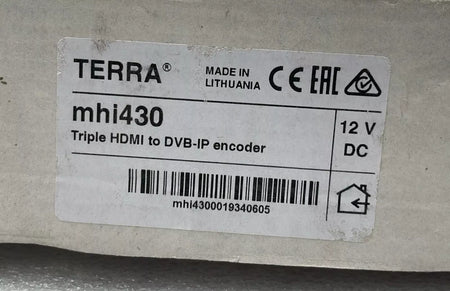 TERRA®
MADE IN
LITHUANIA
CE EAC
mhi430
Triple HDMI to DVB-IP encoder
12 V
DC
mhi4300019340605